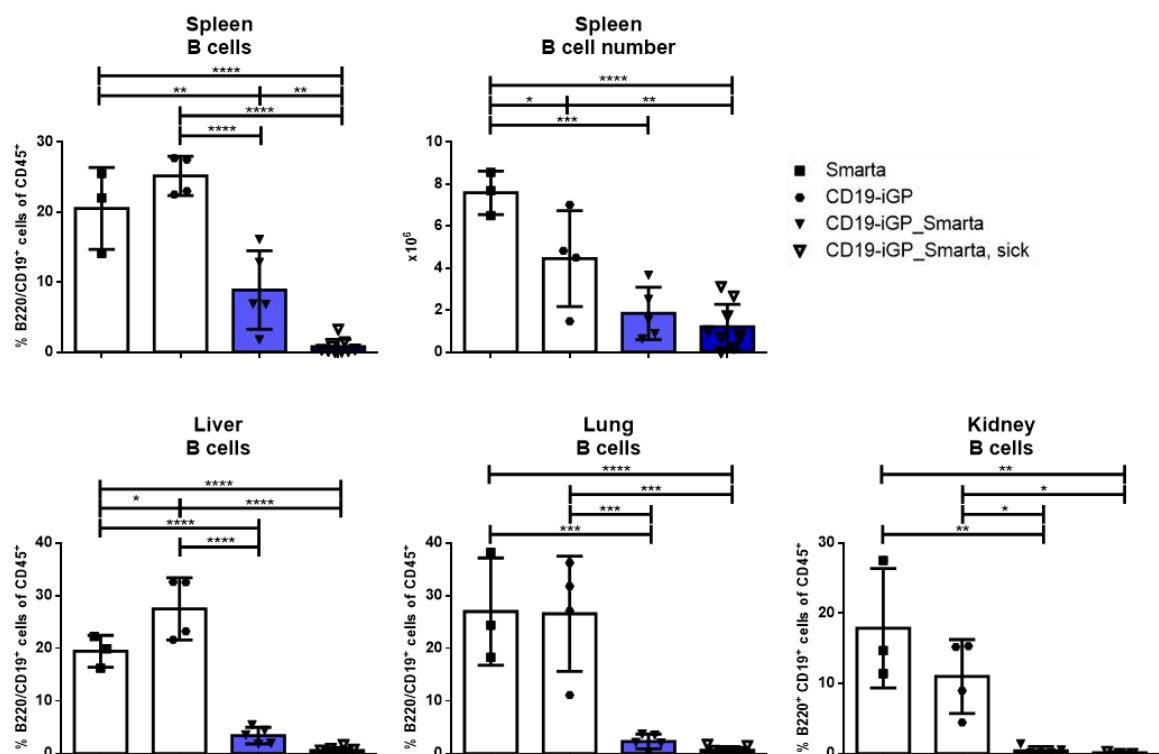 Spleen
B cells
****
**
**
****
****
% B220/CD19⁺ cells of CD45⁺
30
20
10
0
Spleen
B cell number
****
*
**
***
x10⁶
10
8
6
4
2
0
Smarta
CD19-iGP
CD19-iGP_Smarta
CD19-iGP_Smarta, sick
Liver
B cells
****
*
****
****
****
% B220/CD19⁺ cells of CD45⁺
40
30
20
10
0
Lung
B cells
****
***
***
***
% B220/CD19⁺ cells of CD45⁺
40
30
20
10
0
Kidney
B cells
**
*
*
**
% B220⁺ CD19⁺ cells of CD45⁺
30
20
10
0